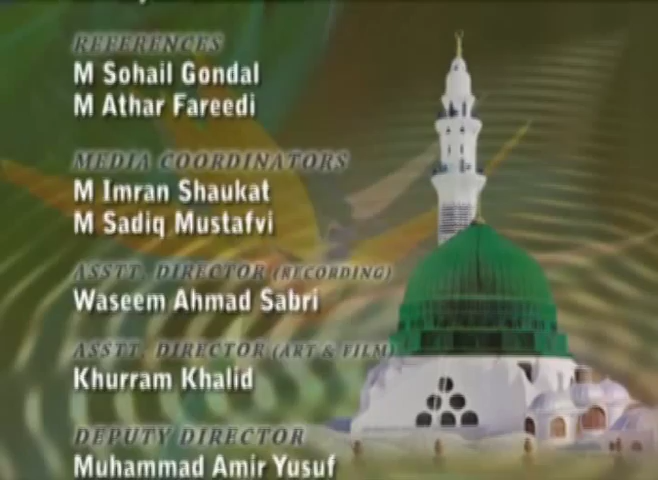 REFERENCES
M Sohail Gondal
M Athar Fareedi
MEDIA COORDINATORS
M Imran Shaukat
M Sadiq Mustafvi
ASSTT. DIRECTOR (RECORDING)
Waseem Ahmad Sabri
ASSTT. DIRECTOR (ART & FILM)
Khurram Khalid
DEPUTY DIRECTOR
Muhammad Amir Yusuf